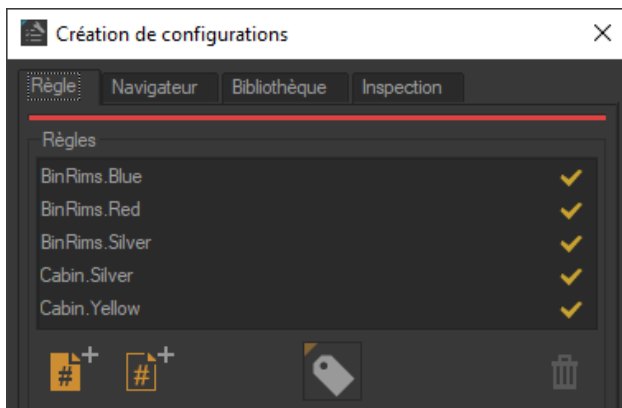 Création de configurations
Règle Navigateur Bibliothèque Inspection
Règles
BinRims.Blue
BinRims.Red
BinRims.Silver
Cabin.Silver
Cabin.Yellow
# + # +